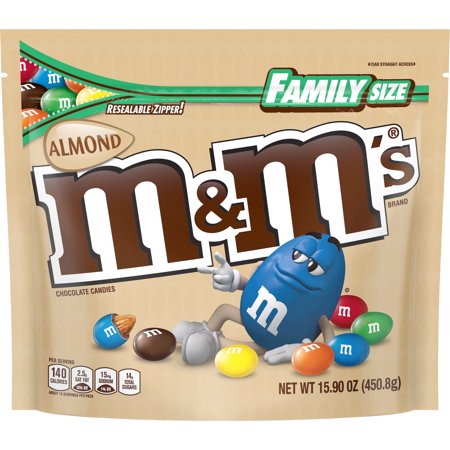 ★TEAR STRAIGHT ACROSS★
FAMILY SIZE
RESEALABLE ZIPPER!
ALMOND
m&m's®
BRAND
CHOCOLATE CANDIES
PER SERVING
140 CALORIES
2.5g SAT FAT
15mg SODIUM
14g TOTAL SUGARS
NET WT 15.90 OZ (450.8g)